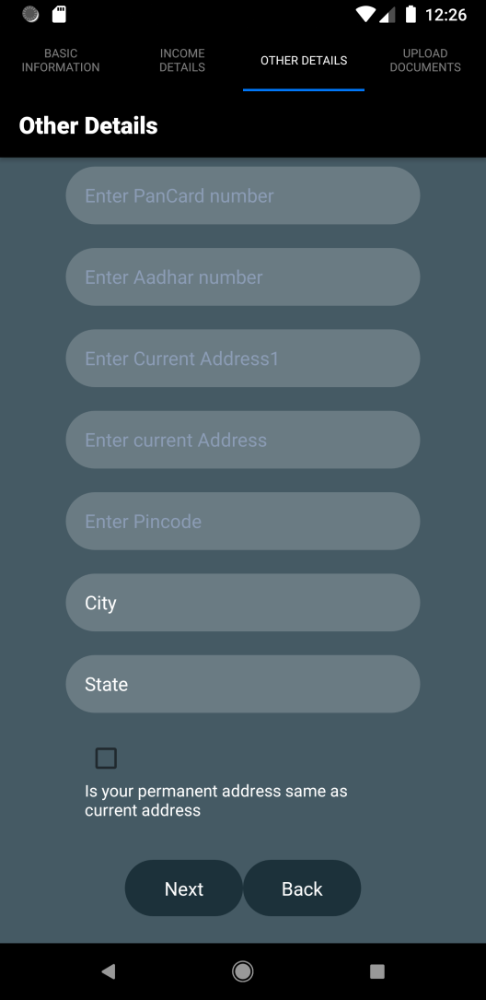 12:26
BASIC
INFORMATION
INCOME
DETAILS
OTHER DETAILS
UPLOAD
DOCUMENTS
Other Details
Enter PanCard number
Enter Aadhar number
Enter Current Address1
Enter current Address
Enter Pincode
City
State
Is your permanent address same as
current address
Next
Back